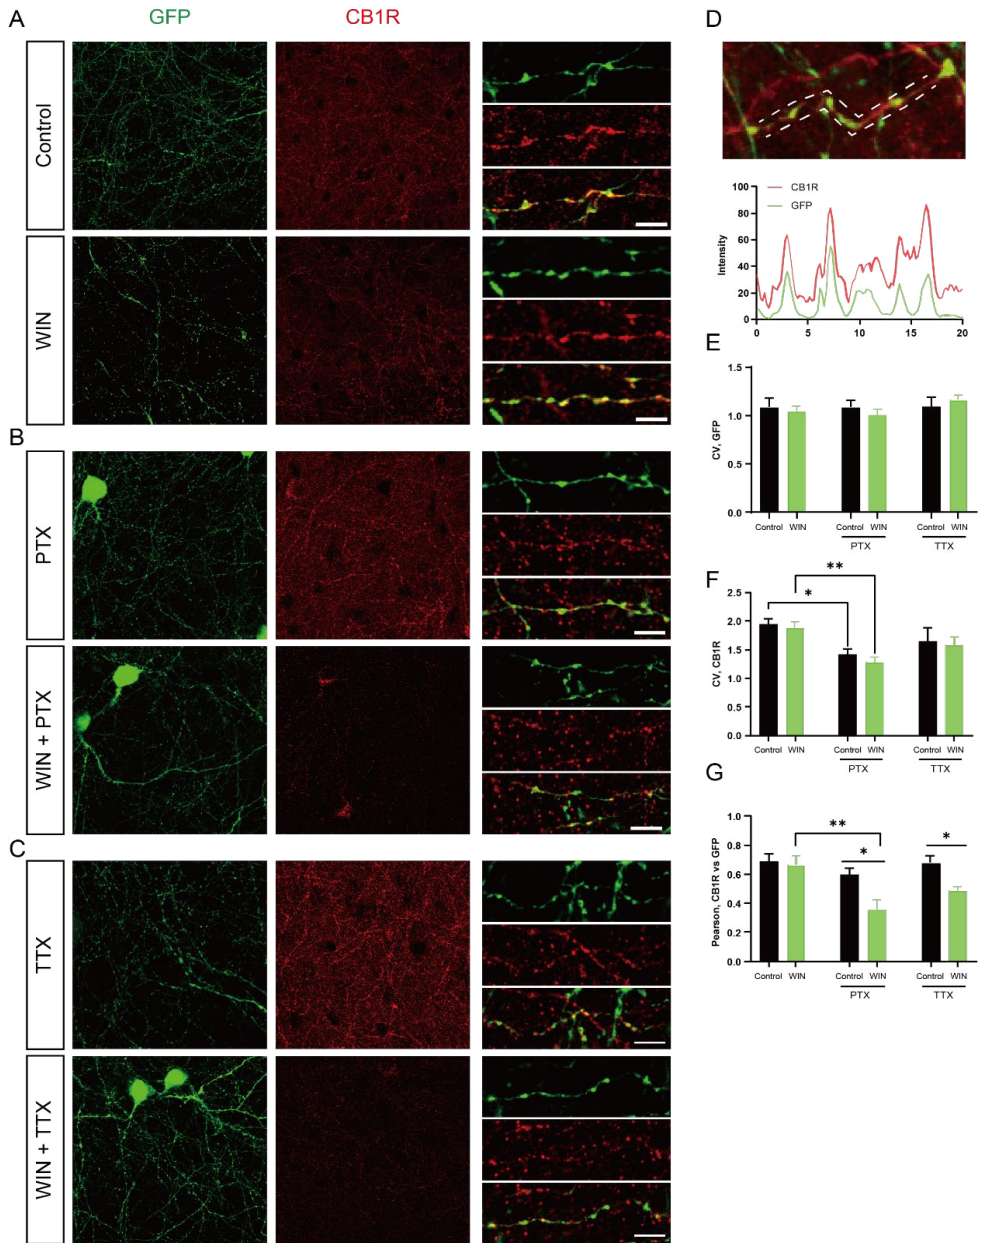 A
GFP
CB1R
Control
WIN
B
PTX
WIN + PTX
C
TTX
WIN + TTX
D
100
80
60
40
20
0
Intensity
CB1R
GFP
0 5 10 15 20
E
1.5
1.0
0.5
0.0
CV, GFP
Control WIN Control WIN Control WIN
PTX TTX
F
**
*
2.5
2.0
1.5
1.0
0.5
0.0
CV, CB1R
Control WIN Control WIN Control WIN
PTX TTX
G
**
*
*
1.0
0.8
0.6
0.4
0.2
0.0
Pearson, CB1R vs GFP
Control WIN Control WIN Control WIN
PTX TTX